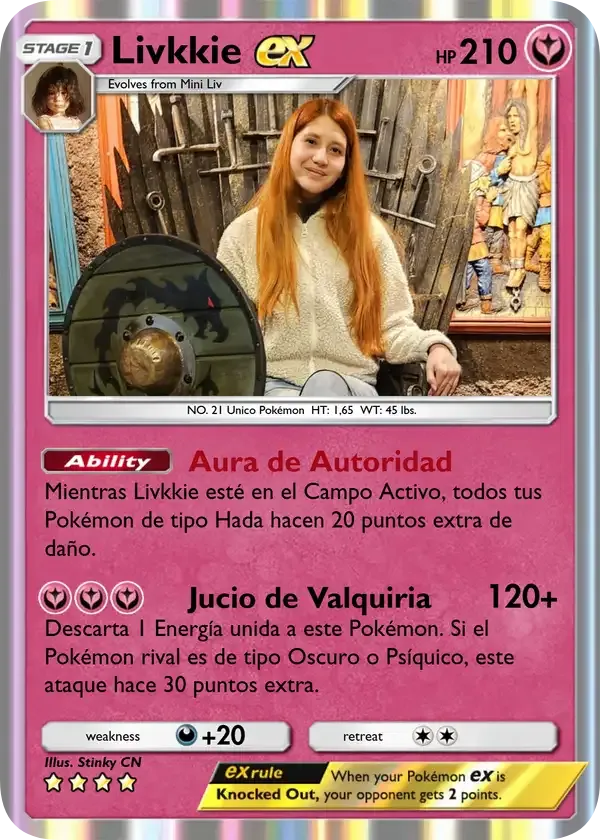 STAGE 1
Livkkie ex
HP 210
Evolves from Mini Liv
NO. 21 Unico Pokémon HT: 1,65 WT: 45 lbs.
Ability Aura de Autoridad
Mientras Livkkie esté en el Campo Activo, todos tus
Pokémon de tipo Hada hacen 20 puntos extra de
daño.
Jucio de Valquiria 120+
Descarta 1 Energía unida a este Pokémon. Si el
Pokémon rival es de tipo Oscuro o Psíquico, este
ataque hace 30 puntos extra.
weakness +20
retreat
Illus. Stinky CN
ex rule
When your Pokémon ex is
Knocked Out, your opponent gets 2 points.